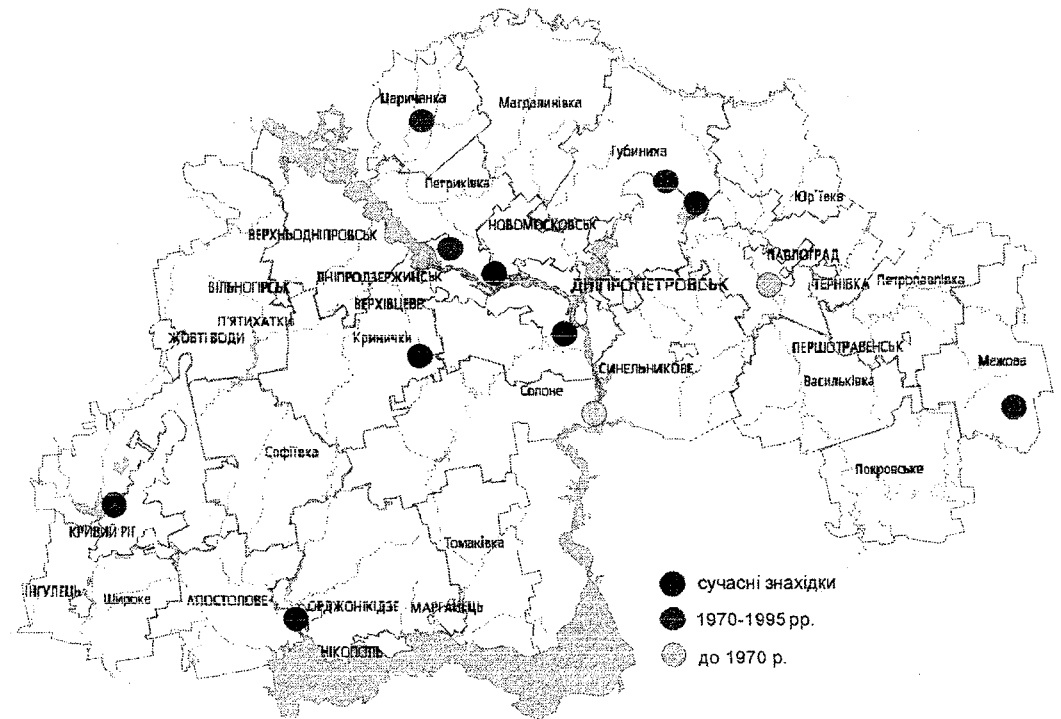 Царичанка
Магдалинівка
Губиниха
Петриківка
Юр'ївка
НОВОМОСКОВСЬК
ВЕРХНЬОДНІПРОВСЬК
ПАВЛОГРАД
ДНІПРОДЗЕРЖИНСЬК
ДНІПРОПЕТРОВСЬК
ТЕРНІВКА
Петропавлівка
ВІЛЬНОГІРСЬК
ВЕРХІВЦЕВЕ
П'ЯТИХАТКИ
ЖОВТІ ВОДИ
Кринички
ПЕРШОТРАВЕНСЬК
Межова
СИНЕЛЬНИКОВЕ
Васильківка
Солоне
Софіївка
Покровське
КРИВИЙ РІГ
Томаківка
сучасні знахідки
ІНГУЛЕЦЬ
Широке
АПОСТОЛОВЕ
ОРДЖОНІКІДЗЕ
МАРГАНЕЦЬ
1970-1995 рр.
НІКОПОЛЬ
до 1970 р.